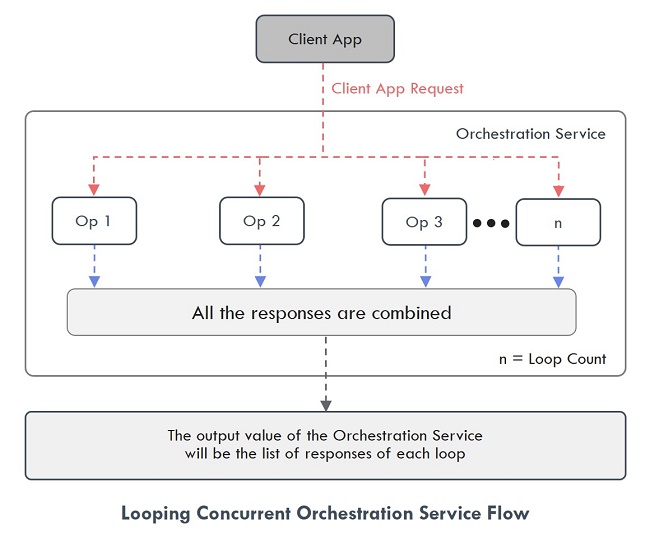 Client App
Client App Request
Orchestration Service
Op 1
Op 2
Op 3
n
All the responses are combined
n = Loop Count
The output value of the Orchestration Service
will be the list of responses of each loop
Looping Concurrent Orchestration Service Flow